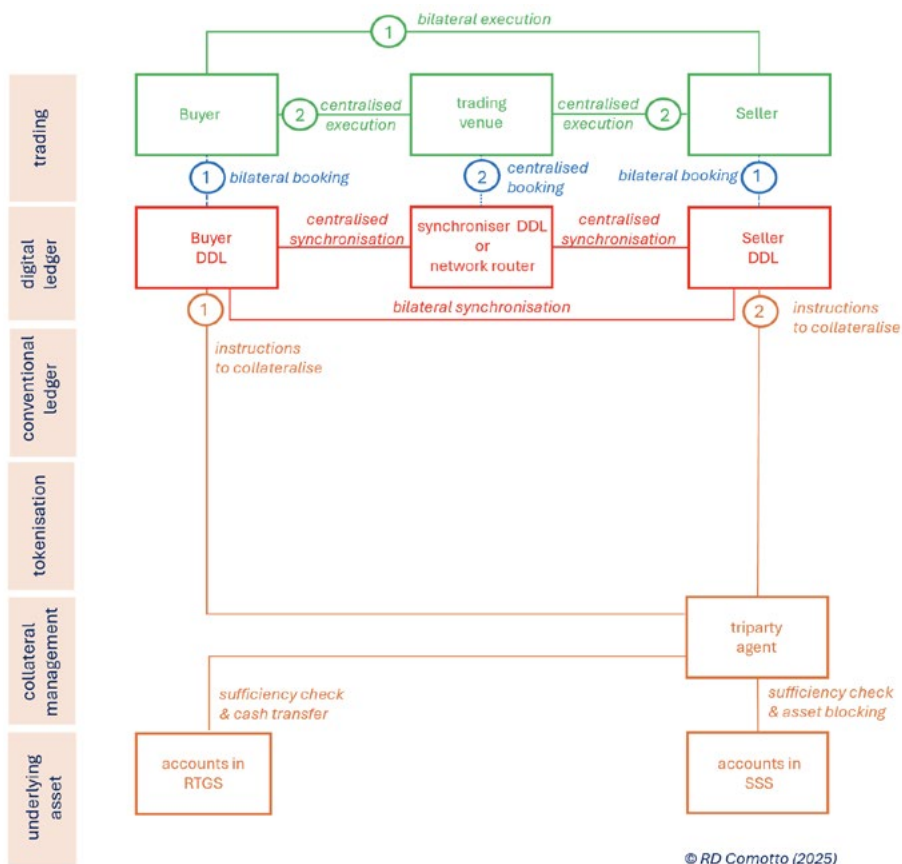 bilateral execution
1
trading
Buyer
2
centralised
execution
trading
venue
centralised
execution
2
Seller
1
bilateral booking
2
centralised
booking
bilateral booking
1
digital
ledger
Buyer
DDL
centralised
synchronisation
synchroniser DDL
or
network router
centralised
synchronisation
Seller
DDL
bilateral synchronisation
1
instructions
to collateralise
2
instructions
to collateralise
conventional
ledger
tokenisation
collateral
management
triparty
agent
sufficiency check
& cash transfer
sufficiency check
& asset blocking
underlying
asset
accounts in
RTGS
accounts in
SSS
© RD Comotto (2025)